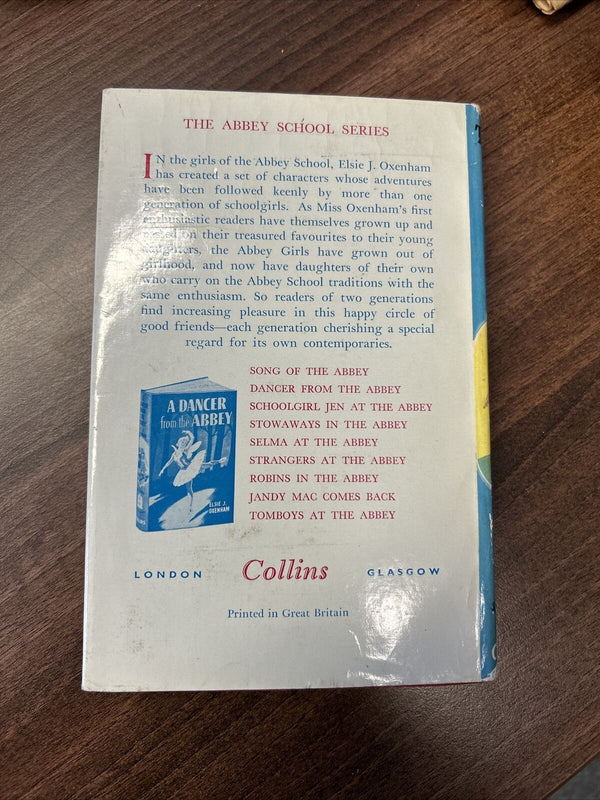 THE ABBEY SCHOOL SERIES
IN the girls of the Abbey School, Elsie J. Oxenham
has created a set of characters whose adventures
have been followed keenly by more than one
generation of schoolgirls. As Miss Oxenham's first
enthusiastic readers have themselves grown up and
passed on their treasured favourites to their young
daughters, the Abbey Girls have grown out of
girlhood, and now have daughters of their own
who carry on the Abbey School traditions with the
same enthusiasm. So readers of two generations
find increasing pleasure in this happy circle of
good friends—each generation cherishing a special
regard for its own contemporaries.
SONG OF THE ABBEY
DANCER FROM THE ABBEY
SCHOOLGIRL JEN AT THE ABBEY
STOWAWAYS IN THE ABBEY
SELMA AT THE ABBEY
STRANGERS AT THE ABBEY
ROBINS IN THE ABBEY
JANDY MAC COMES BACK
TOMBOYS AT THE ABBEY
A DANCER
from the ABBEY
ELSIE J.
OXENHAM
LONDON Collins GLASGOW
Printed in Great Britain